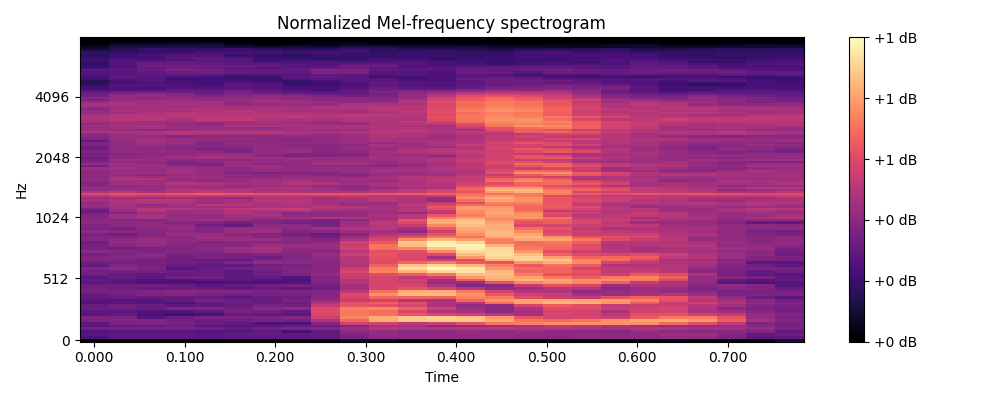 Normalized Mel-frequency spectrogram
Hz
4096
2048
1024
512
0
0.000 0.100 0.200 0.300 0.400 0.500 0.600 0.700
Time
+1 dB
+1 dB
+1 dB
+0 dB
+0 dB
+0 dB